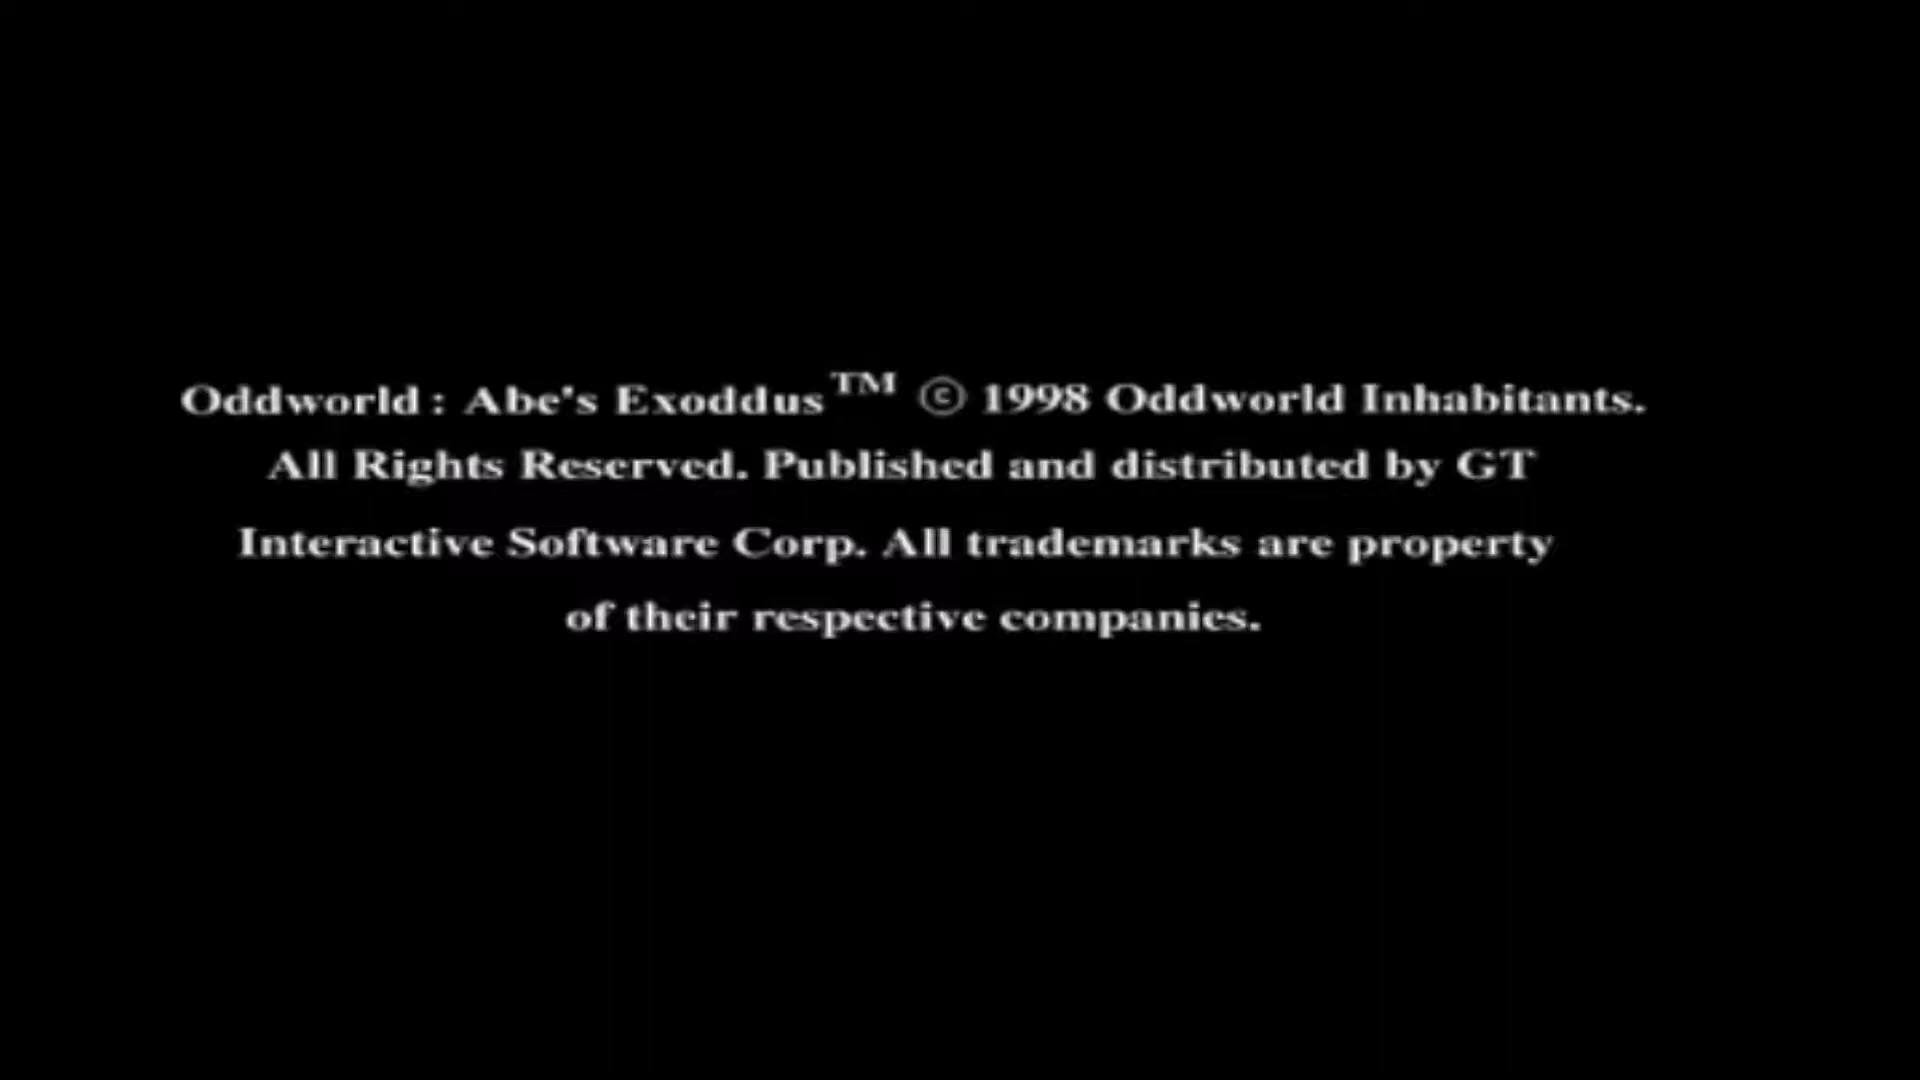 Oddworld: Abe's Exoddus™ © 1998 Oddworld Inhabitants.
All Rights Reserved. Published and distributed by GT
Interactive Software Corp. All trademarks are property
of their respective companies.